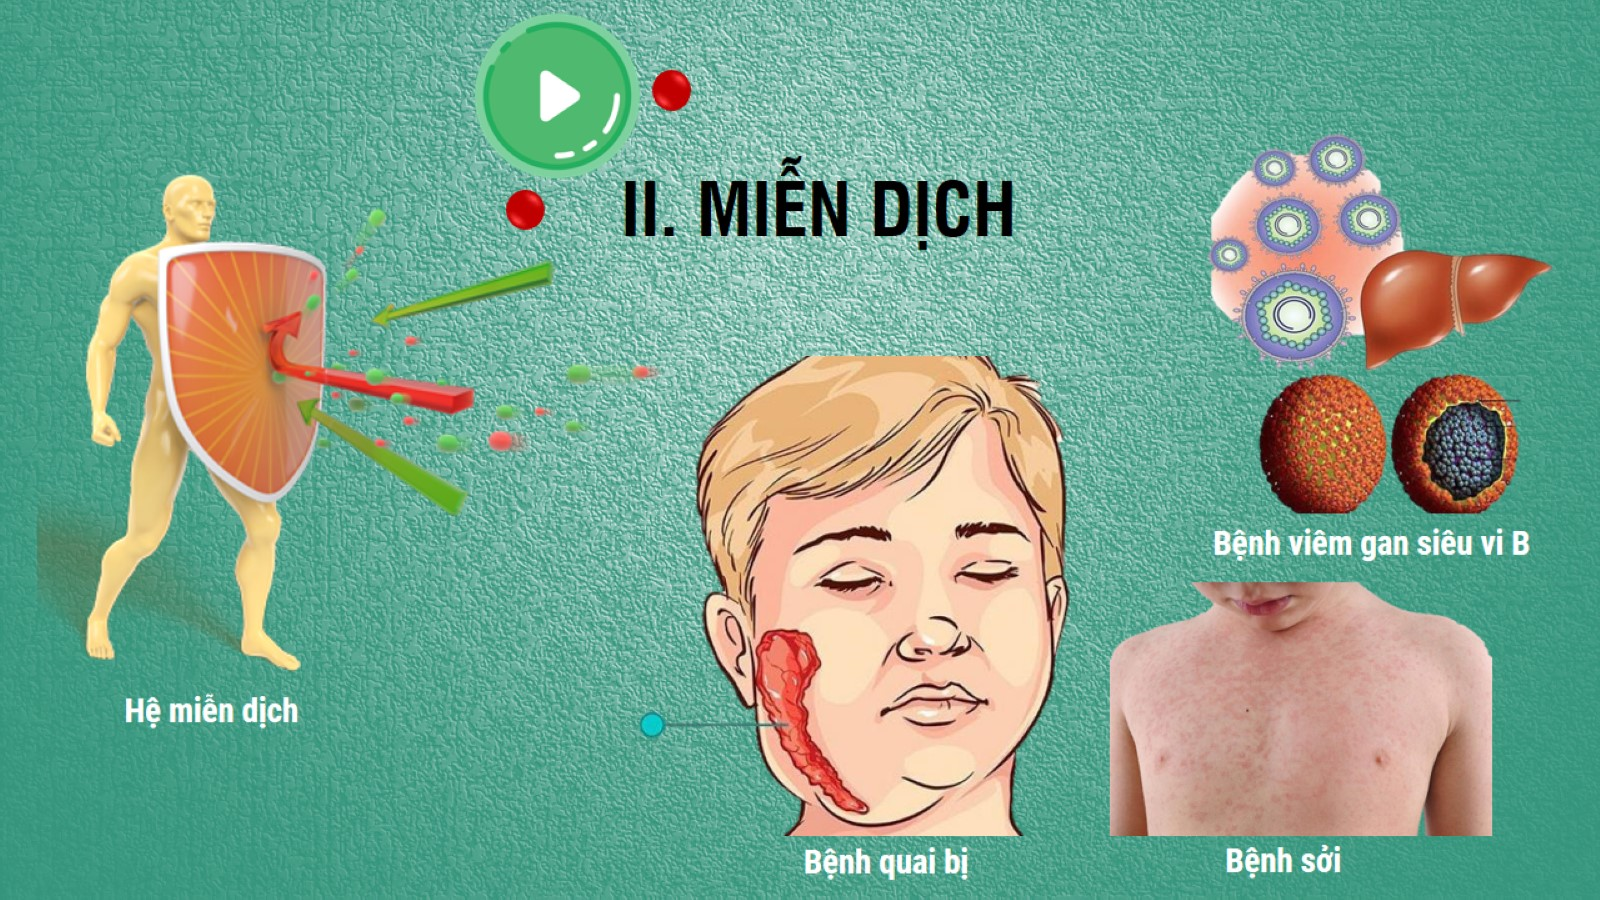 II. MIỄN DỊCH
Hệ miễn dịch
Bệnh viêm gan siêu vi B
Bệnh quai bị
Bệnh sởi